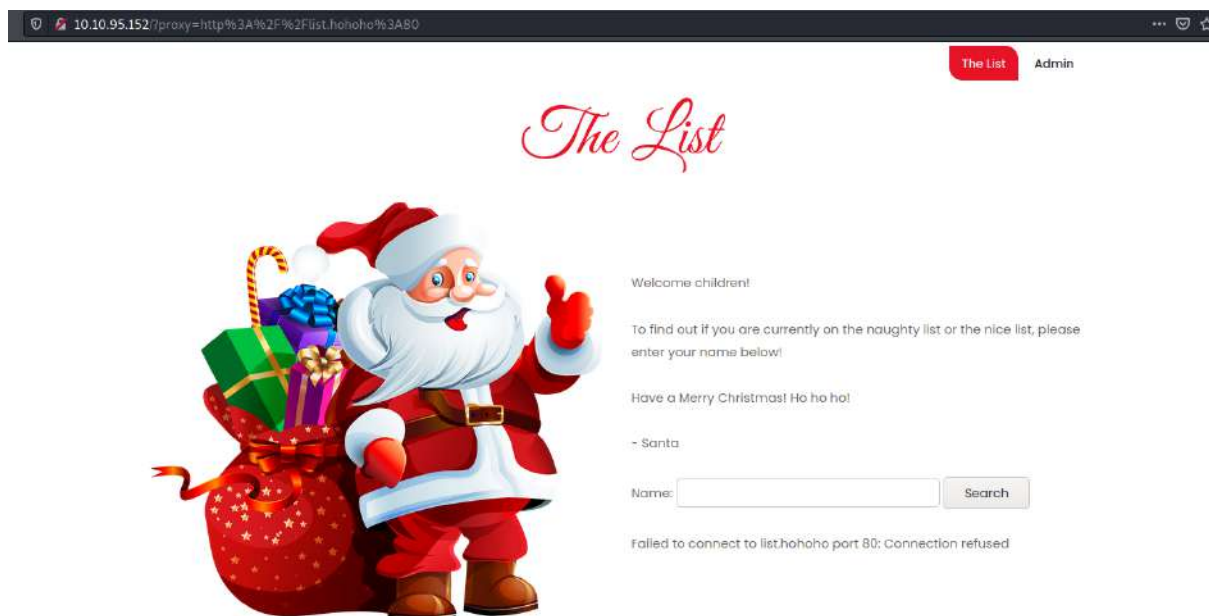 10.10.95.152/?proxy=http%3A%2F%2Flist.hohoho%3A80
The List Admin
The List
Welcome children!
To find out if you are currently on the naughty list or the nice list, please
enter your name below!
Have a Merry Christmas! Ho ho ho!
- Santa
Name: Search
Failed to connect to list.hohoho port 80: Connection refused